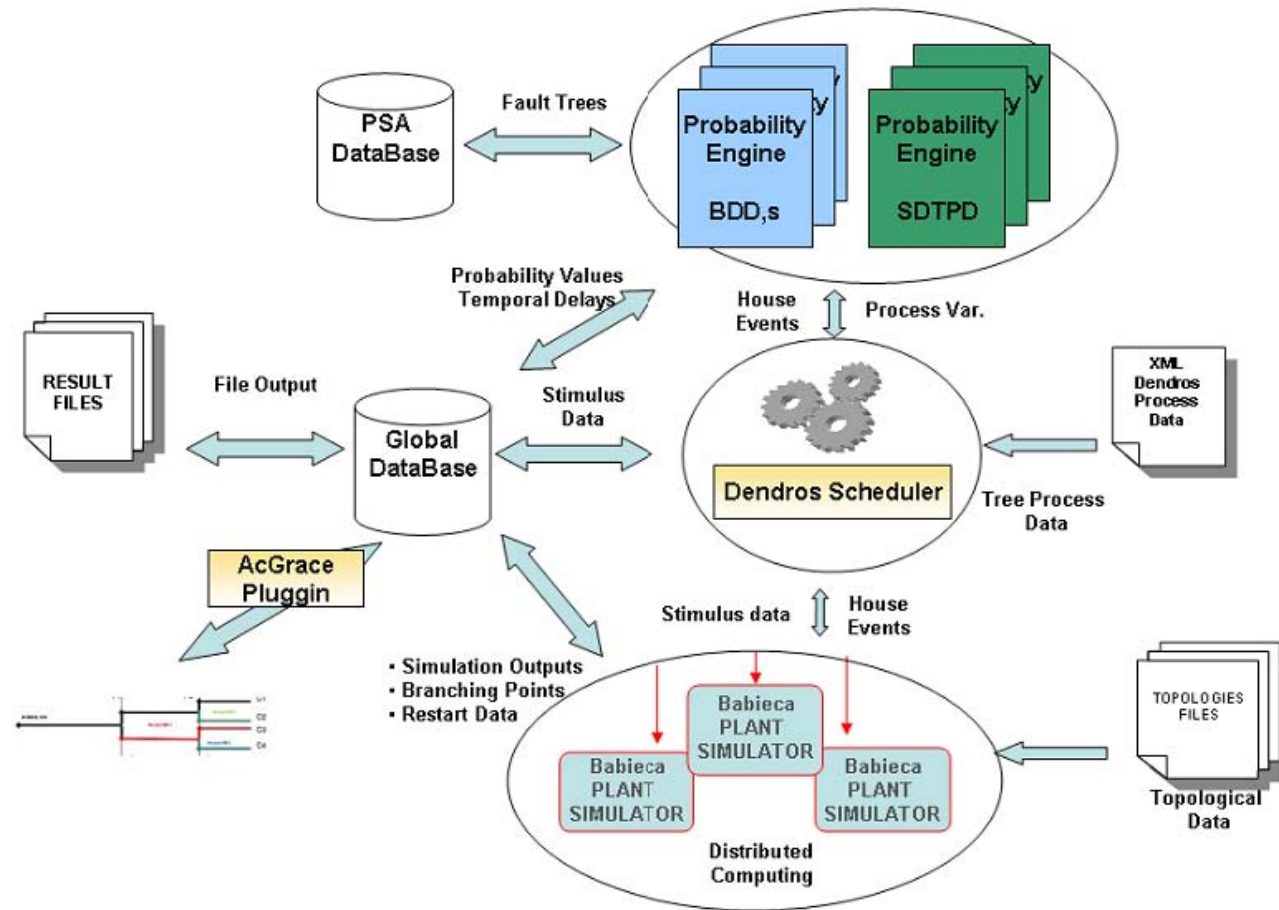 PSA
DataBase
Fault Trees
Probability
Engine
BDD,s
Probability
Engine
SDTPD
Probability Values
Temporal Delays
House
Events
Process Var.
RESULT
FILES
File Output
Global
DataBase
Stimulus
Data
Dendros Scheduler
XML
Dendros
Process
Data
Tree Process
Data
AcGrace
Pluggin
Stimulus data
House
Events
▪ Simulation Outputs
▪ Branching Points
▪ Restart Data
Babieca
PLANT
SIMULATOR
Babieca
PLANT
SIMULATOR
Babieca
PLANT
SIMULATOR
Distributed
Computing
TOPOLOGIES
FILES
Topological
Data
C2
C3
C4